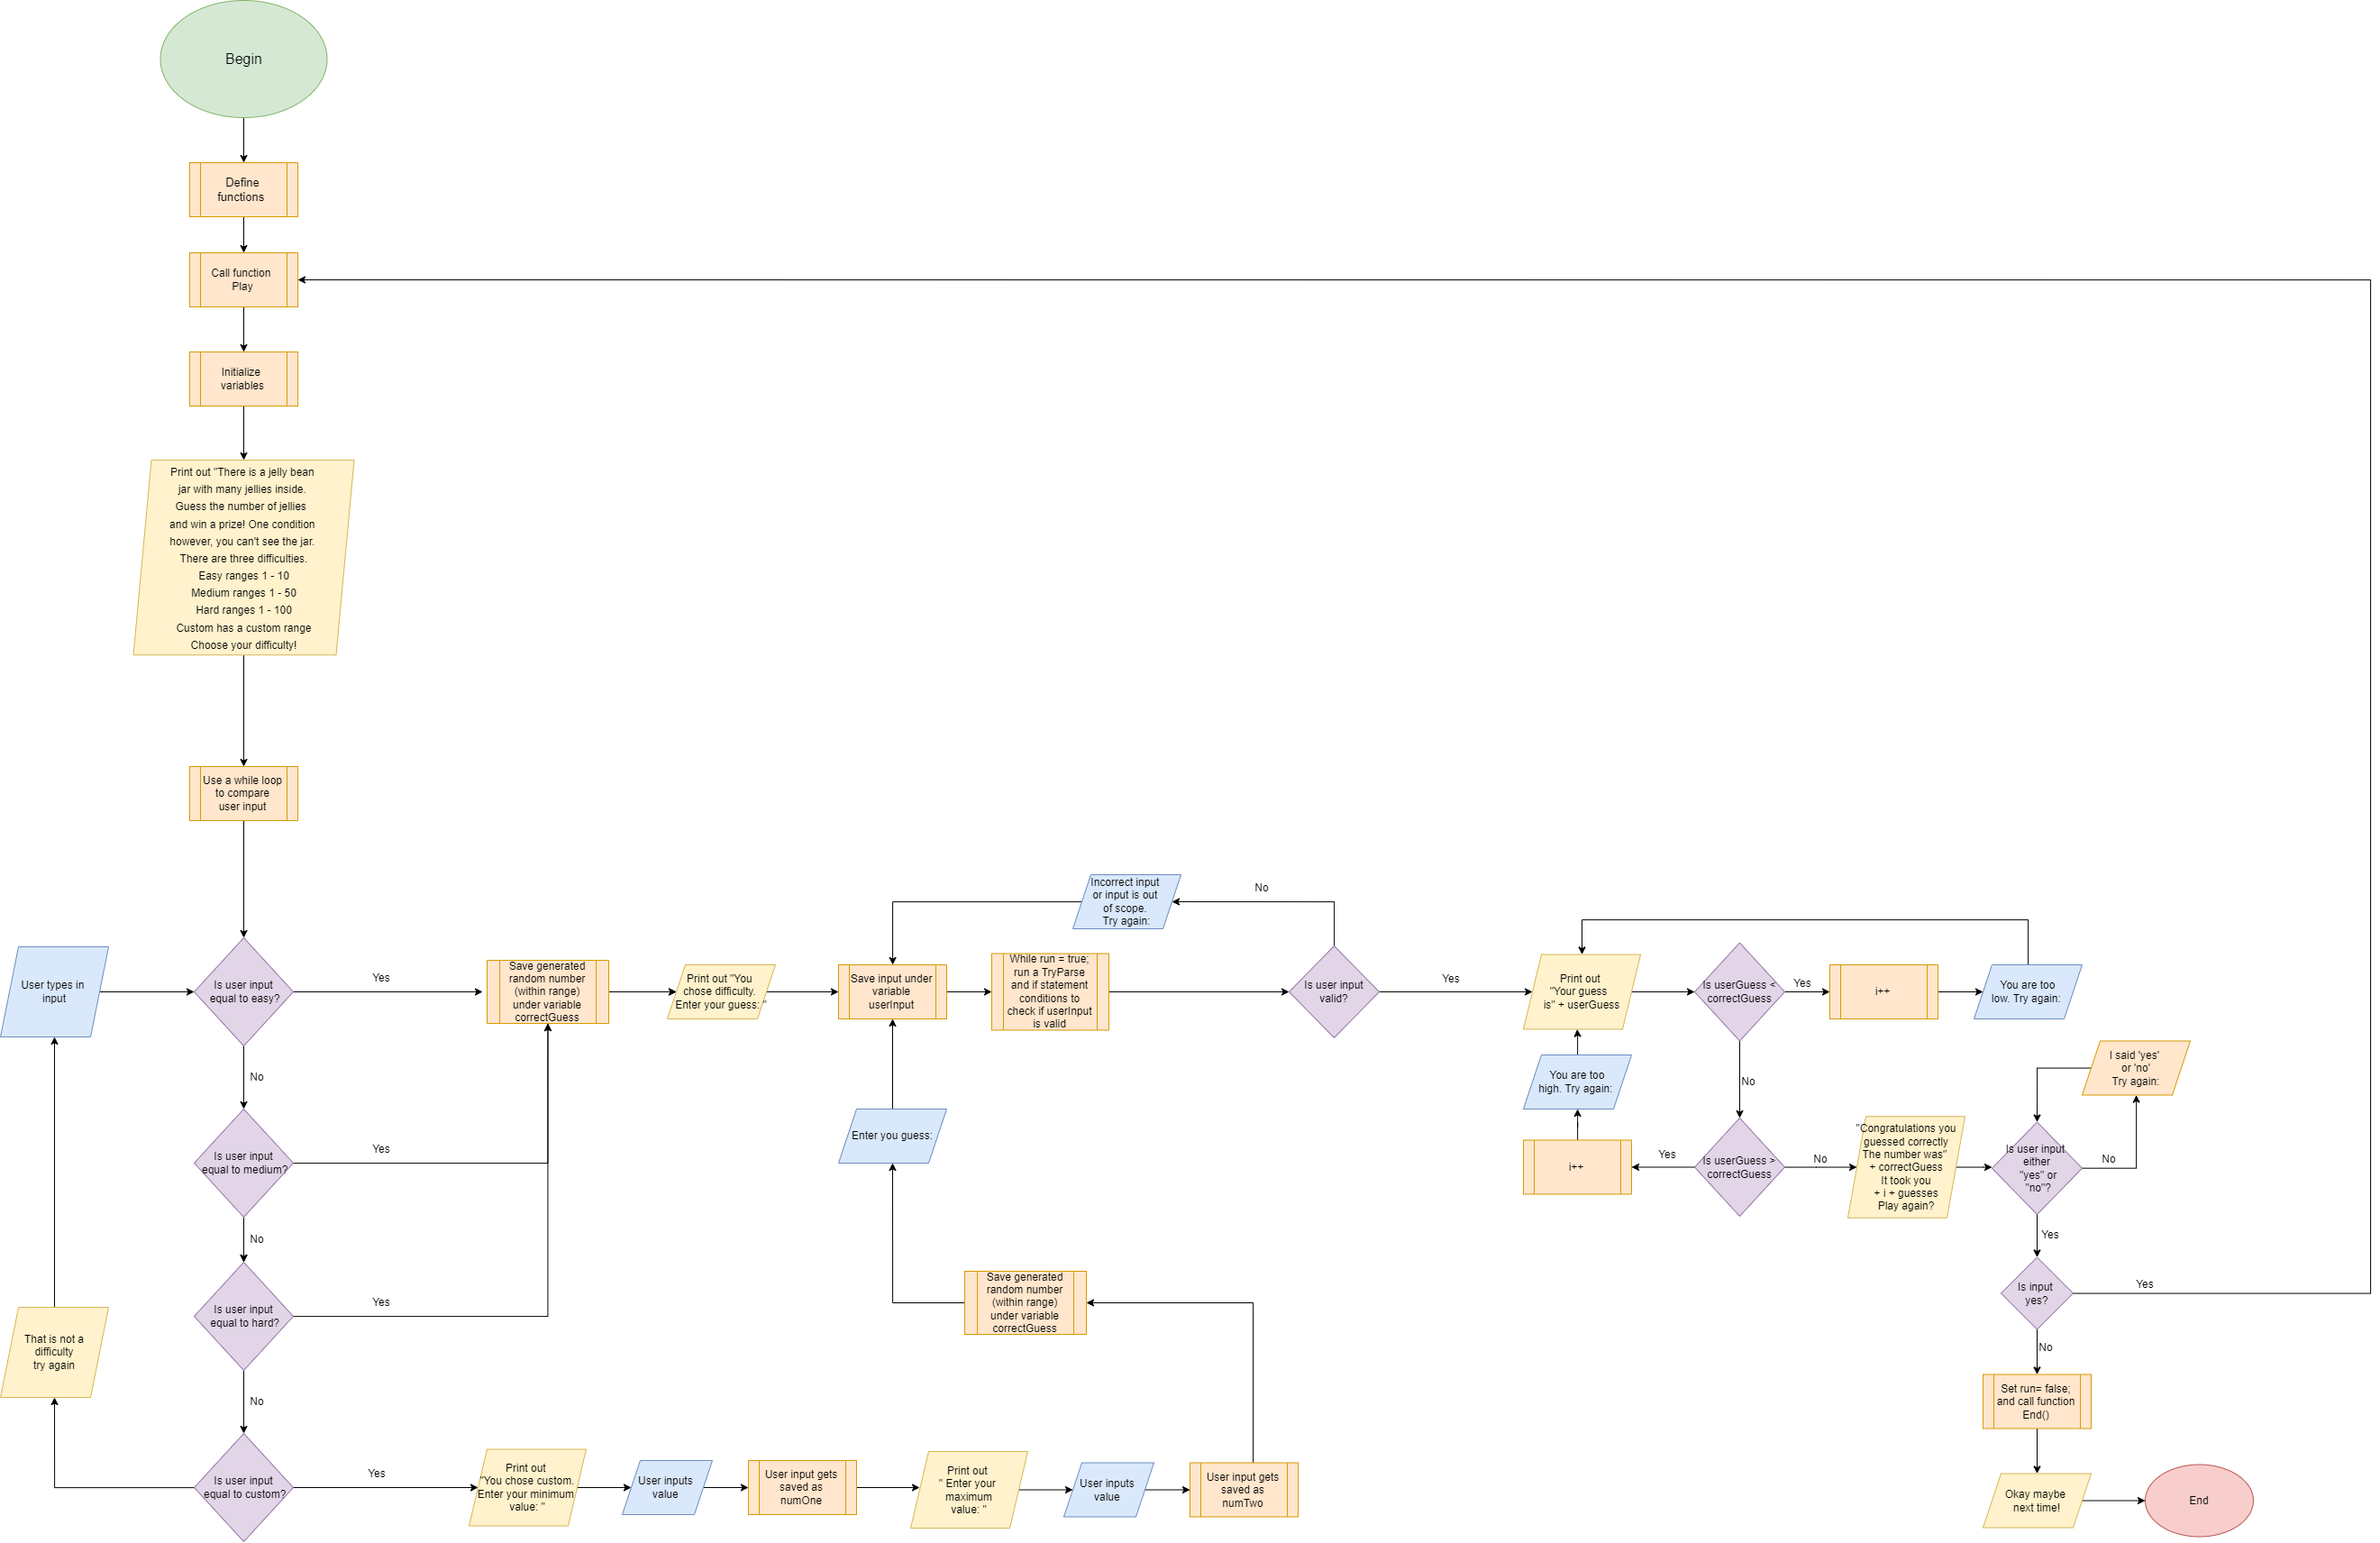 Begin
Define
functions
Call function
Play
Initialize
variables
Print out "There is a jelly bean
jar with many jellies inside.
Guess the number of jellies
and win a prize! One condition
however, you can't see the jar.
There are three difficulties.
Easy ranges 1 - 10
Medium ranges 1 - 50
Hard ranges 1 - 100
Custom has a custom range
Choose your difficulty!
Use a while loop
to compare
user input
User types in
input
Is user input
equal to easy?
Yes
No
Is user input
equal to medium?
Yes
No
Is user input
equal to hard?
Yes
No
Is user input
equal to custom?
That is not a
difficulty
try again
Yes
Save generated
random number
(within range)
under variable
correctGuess
Print out "You
chose difficulty.
Enter your guess: "
Save input under
variable
userInput
While run = true;
run a TryParse
and if statement
conditions to
check if userInput
is valid
Incorrect input
or input is out
of scope.
Try again:
No
Is user input
valid?
Yes
Enter you guess:
Save generated
random number
(within range)
under variable
correctGuess
Print out
"You chose custom.
Enter your minimum
value: "
User inputs
value
User input gets
saved as
numOne
Print out
" Enter your
maximum
value: "
User inputs
value
User input gets
saved as
numTwo
Print out
"Your guess
is" + userGuess
Is userGuess <
correctGuess
Yes
i++
You are too
low. Try again:
No
You are too
high. Try again:
i++
Yes
Is userGuess >
correctGuess
No
"Congratulations you
guessed correctly
The number was"
+ correctGuess
It took you
+ i + guesses
Play again?
Is user input
either
"yes" or
"no"?
No
I said 'yes'
or 'no'
Try again:
Yes
Is input
yes?
Yes
No
Set run= false;
and call function
End()
Okay maybe
next time!
End